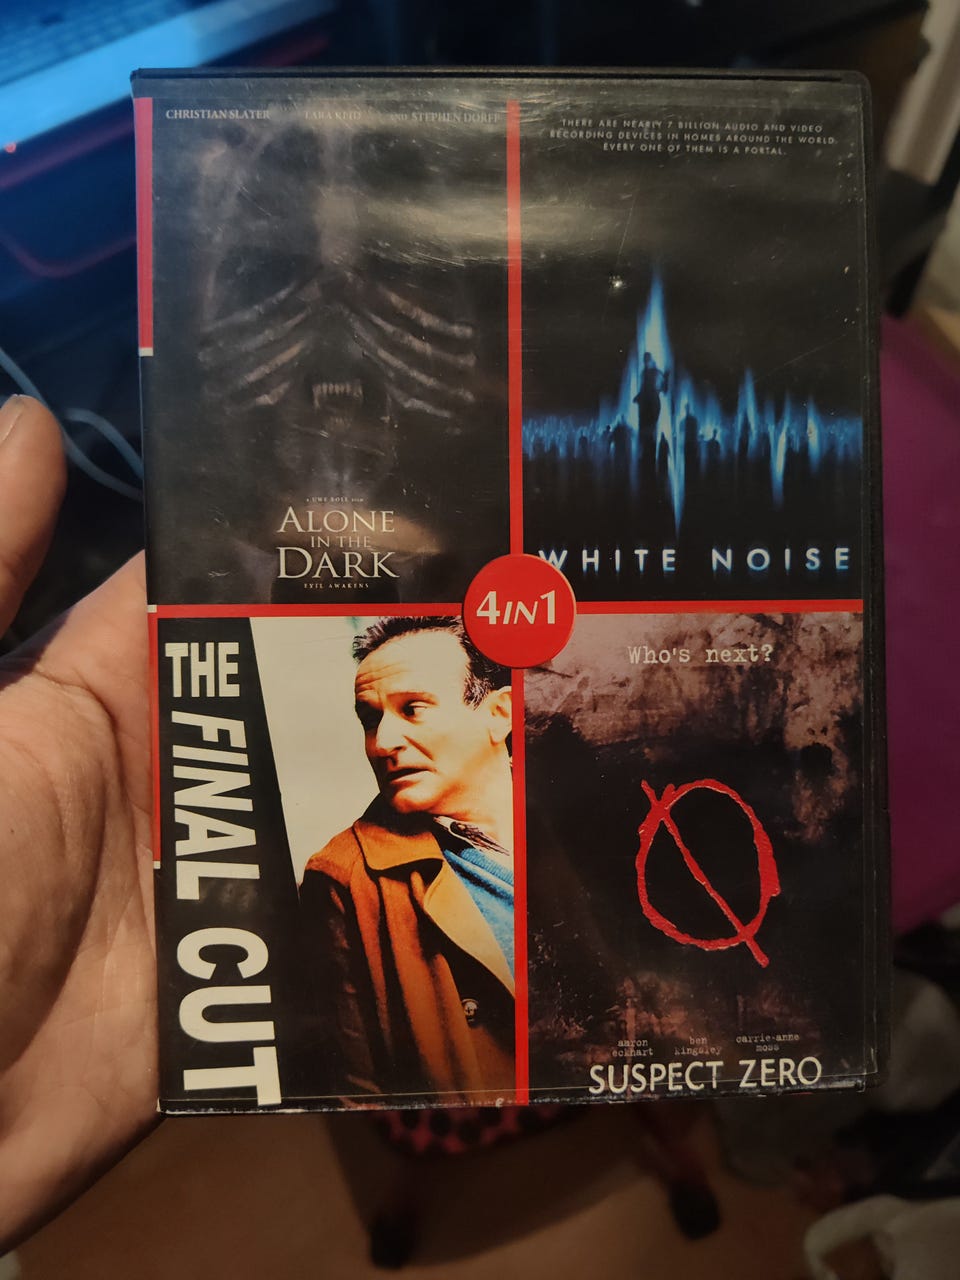 CHRISTIAN SLATER TARA REID AND STEPHEN DORFF
A UWE BOLL FILM
ALONE
IN THE
DARK
EVIL AWAKENS
THERE ARE NEARLY 7 BILLION AUDIO AND VIDEO
RECORDING DEVICES IN HOMES AROUND THE WORLD.
EVERY ONE OF THEM IS A PORTAL.
WHITE NOISE
4IN1
THE FINAL CUT
Who's next?
aaron
eckhart
ben
kingsley
carrie-anne
moss
SUSPECT ZERO